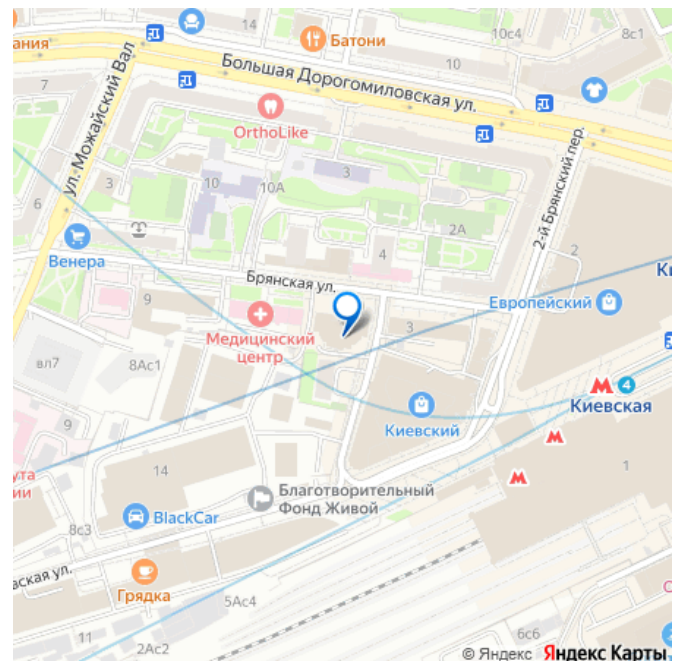 14
10с4
8с1
ания
Батони
10
7
Большая Дорогомиловская ул.
ул. Можайский Вал
OrthoLike
2-й Брянский пер.
3
10
10А
3
6
2А
4
2
Венера
Брянская ул.
Европейский
9
3
Медицинский
центр
вл7
8Ас1
4
Киевская
9
Киевский
1
14
Благотворительный
Фонд Живой
BlackCar
8с3
Грядка
5Ас4
11
2Ас2
6с6
© Яндекс Яндекс Карты